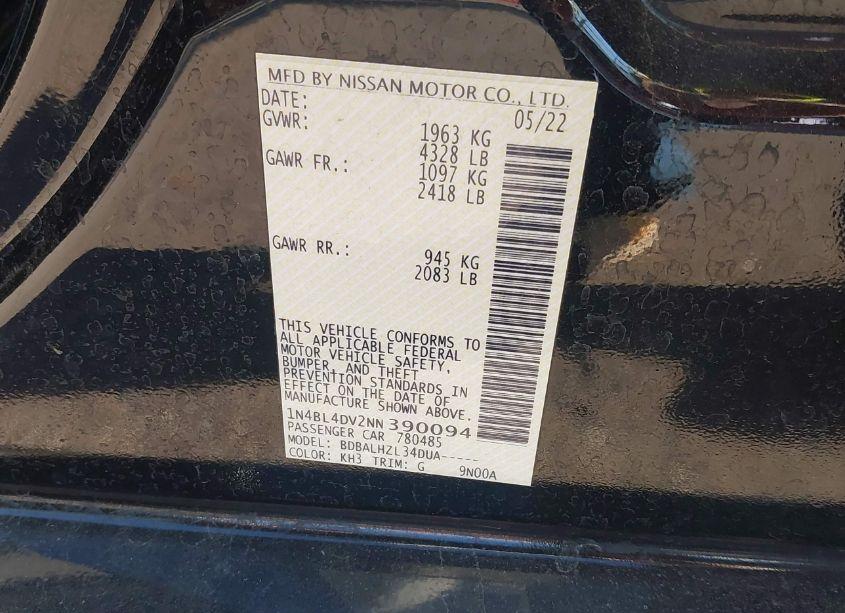 MFD BY NISSAN MOTOR CO., LTD.
DATE: 05/22
GVWR: 1963 KG
4328 LB
GAWR FR.: 1097 KG
2418 LB
GAWR RR.: 945 KG
2083 LB
THIS VEHICLE CONFORMS TO
ALL APPLICABLE FEDERAL
MOTOR VEHICLE SAFETY,
BUMPER, AND THEFT
PREVENTION STANDARDS IN
EFFECT ON THE DATE OF
MANUFACTURE SHOWN ABOVE.
1N4BL4DV2NN390094
PASSENGER CAR 780485
MODEL: BDBALHZL34DUA-----
COLOR: KH3 TRIM: G 9N00A